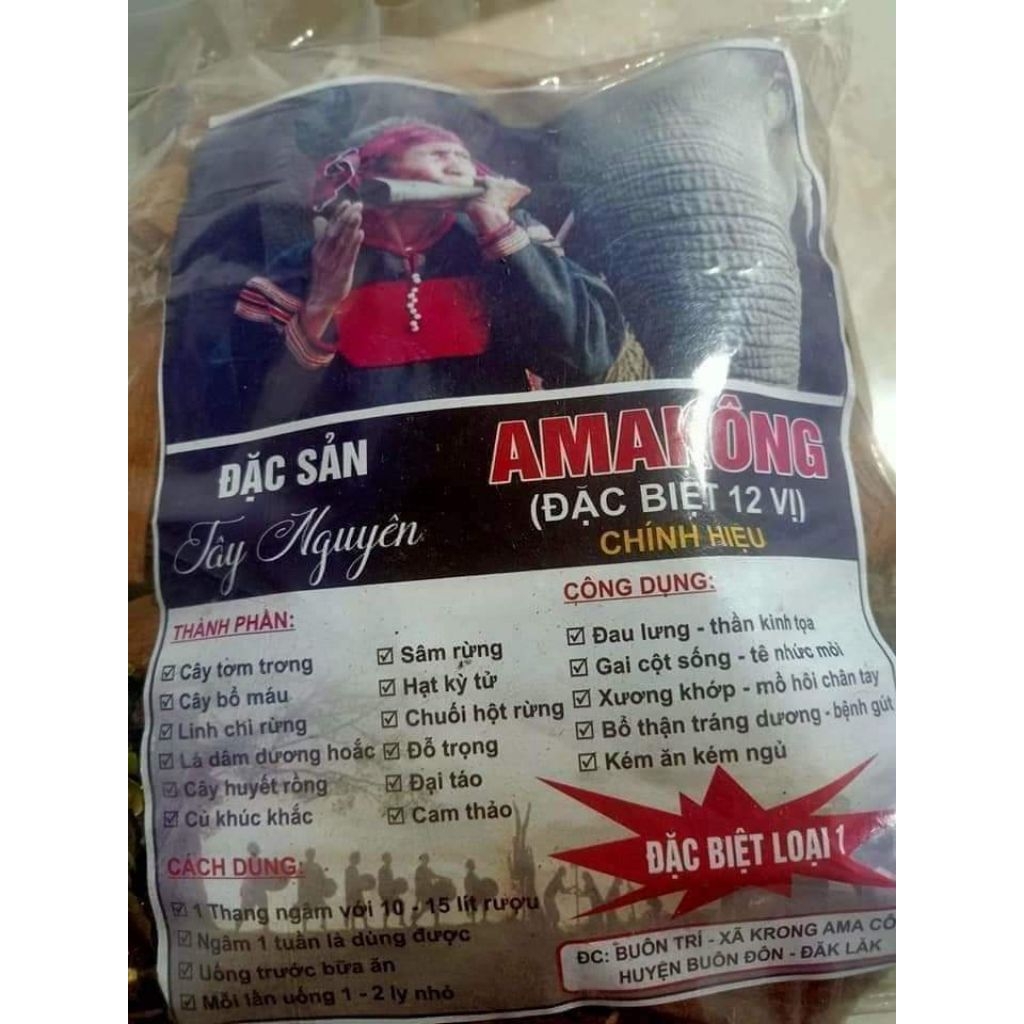 ĐẶC SẢN
Tây Nguyên
AMAKÔNG
(ĐẶC BIỆT 12 VỊ)
CHÍNH HIỆU
THÀNH PHẦN:
Cây tờm trơng
Cây bổ máu
Linh chi rừng
Lá dâm dương hoắc
Cây huyết rồng
Củ khúc khắc
Sâm rừng
Hạt kỳ tử
Chuối hột rừng
Đỗ trọng
Đại táo
Cam thảo
CÔNG DỤNG:
Đau lưng - thần kinh tọa
Gai cột sống - tê nhức mỏi
Xương khớp - mồ hôi chân tay
Bổ thận tráng dương - bệnh gút
Kém ăn kém ngủ
ĐẶC BIỆT LOẠI 1
CÁCH DÙNG:
1 Thang ngâm với 10 - 15 lít rượu
Ngâm 1 tuần là dùng được
Uống trước bữa ăn
Mỗi lần uống 1 - 2 ly nhỏ
ĐC: BUÔN TRÍ - XÃ KRONG AMA CÔ
HUYỆN BUÔN ĐÔN - ĐĂK LĂK